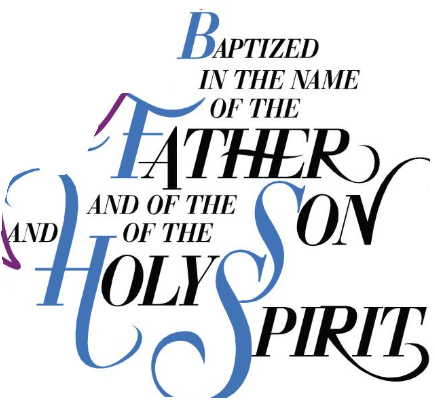 BAPTIZED
IN THE NAME
OF THE
FATHER
AND OF THE
SON
AND OF THE
HOLY
SPIRIT